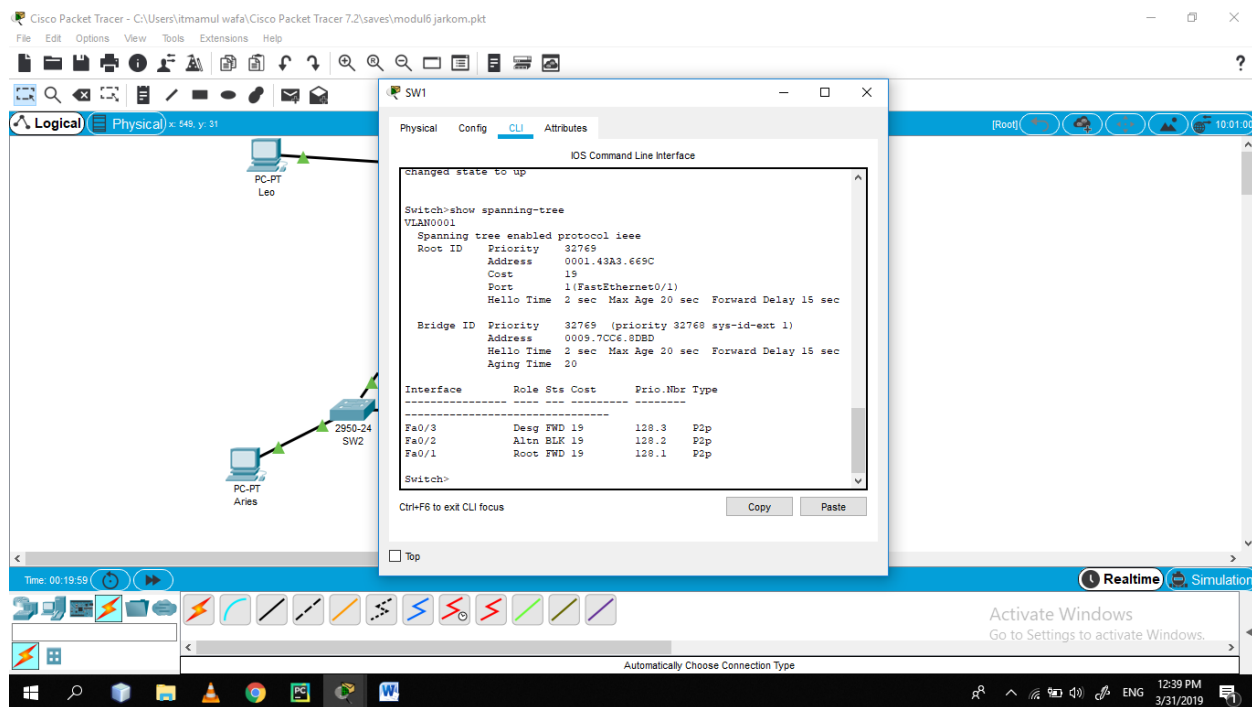 Cisco Packet Tracer - C:\Users\itmamul wafa\Cisco Packet Tracer 7.2\saves\modul6 jarkom.pkt
File Edit Options View Tools Extensions Help
?
Logical Physical x: 549, y: 31
[Root] 10:01:00
PC-PT
Leo
2950-24
SW2
PC-PT
Aries
SW1
Physical Config CLI Attributes
IOS Command Line Interface
changed state to up
Switch>show spanning-tree
VLAN0001
Spanning tree enabled protocol ieee
Root ID Priority 32769
Address 0001.43A3.669C
Cost 19
Port 1(FastEthernet0/1)
Hello Time 2 sec Max Age 20 sec Forward Delay 15 sec
Bridge ID Priority 32769 (priority 32768 sys-id-ext 1)
Address 0009.7CC6.8DBD
Hello Time 2 sec Max Age 20 sec Forward Delay 15 sec
Aging Time 20
Interface Role Sts Cost Prio.Nbr Type
---------------- ---- --- --------- --------
--------------------------------
Fa0/3 Desg FWD 19 128.3 P2p
Fa0/2 Altn BLK 19 128.2 P2p
Fa0/1 Root FWD 19 128.1 P2p
Switch>
Ctrl+F6 to exit CLI focus
Copy Paste
Top
Time: 00:19:59
Realtime Simulation
Activate Windows
Go to Settings to activate Windows.
Automatically Choose Connection Type
ENG
12:39 PM
3/31/2019